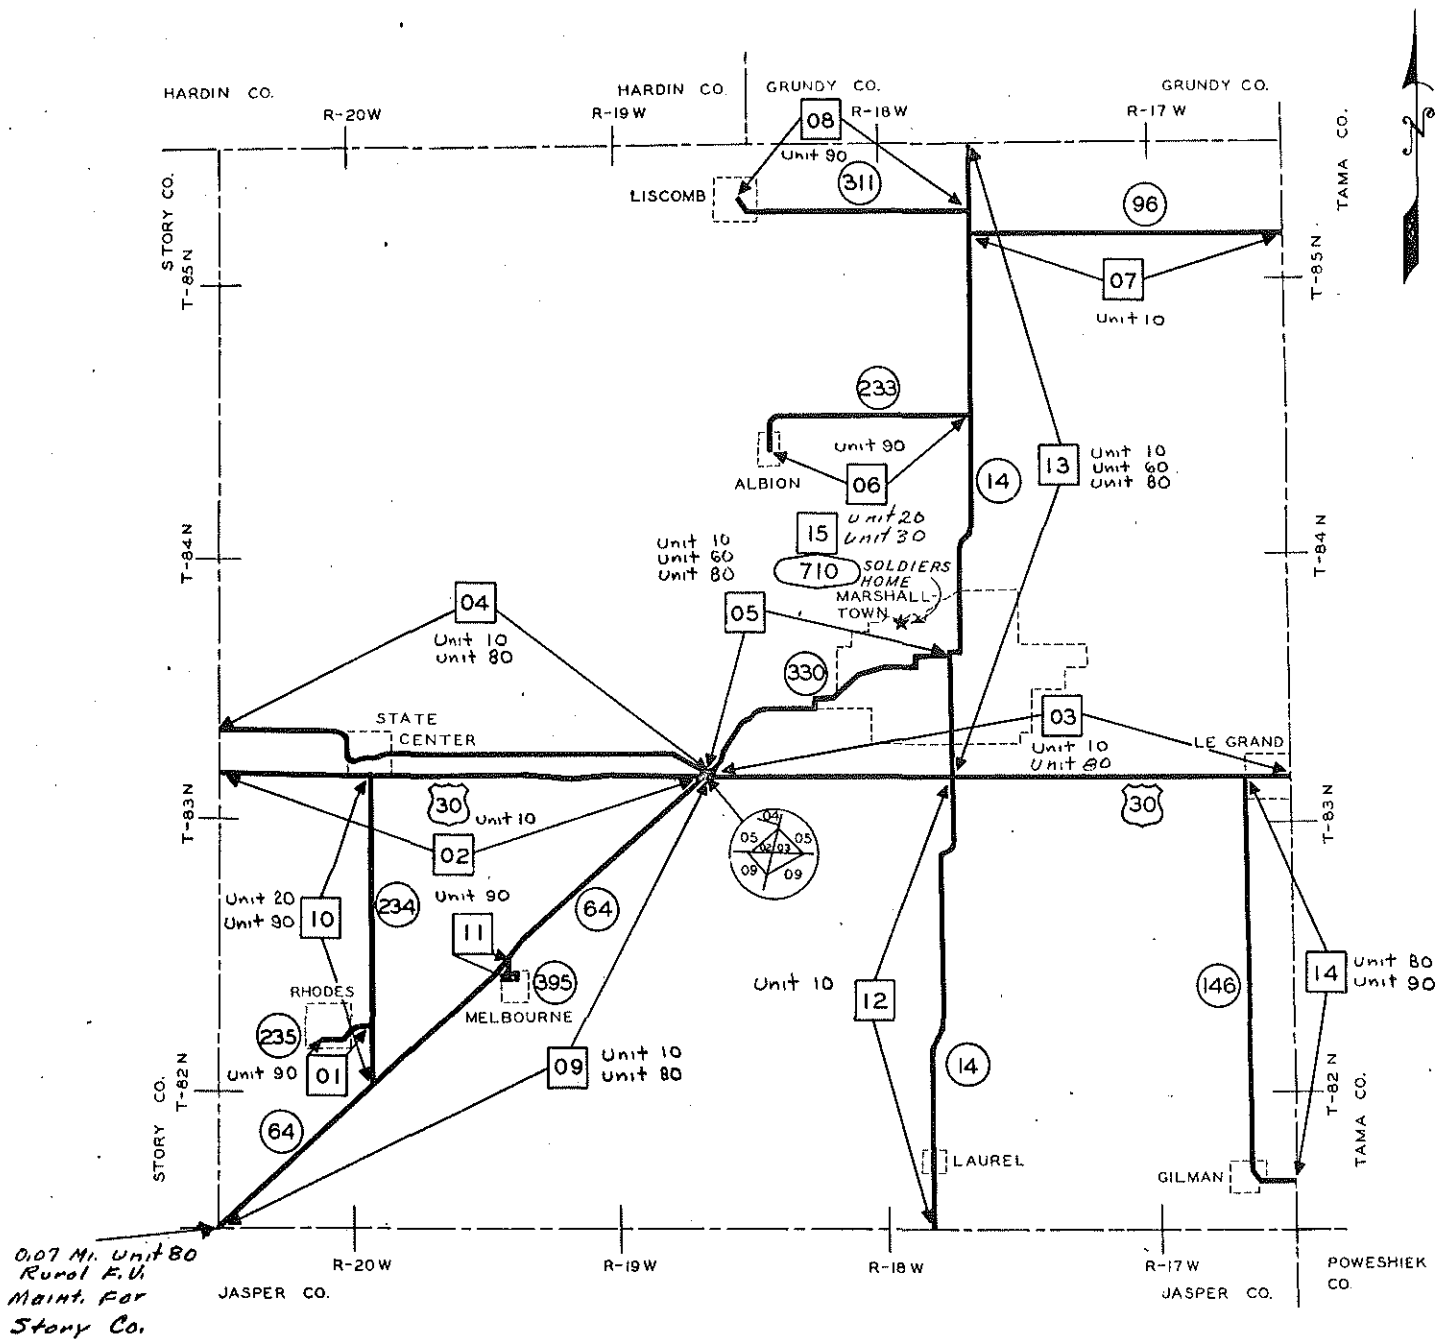 HARDIN CO.
HARDIN CO.
GRUNDY CO.
GRUNDY CO.
R-20W
R-19W
R-18W
R-17W
TAMA CO.
STORY CO.
N
08
Unit 90
311
LISCOMB
96
T-85N
T-85N
07
Unit 10
233
Unit 90
ALBION
06
14
13
Unit 10
Unit 60
Unit 80
15
Unit 20
Unit 30
710
SOLDIERS
HOME
MARSHALL-
TOWN
Unit 10
Unit 60
Unit 80
T-84N
T-84N
04
Unit 10
Unit 80
05
330
STATE
CENTER
03
Unit 10
Unit 80
LE GRAND
30
Unit 10
30
T-83N
T-83N
02
04
05
05
02
03
09
09
Unit 20
Unit 90
10
234
Unit 90
11
64
395
MELBOURNE
RHODES
235
Unit 90
01
09
Unit 10
Unit 80
Unit 10
12
146
14
Unit 80
Unit 90
14
64
T-82N
T-82N
STORY CO.
TAMA CO.
LAUREL
GILMAN
0.07 Mi. Unit 80
Rural F.V.
Maint. For
Story Co.
R-20W
R-19W
R-18W
R-17W
JASPER CO.
JASPER CO.
POWESHIEK
CO.